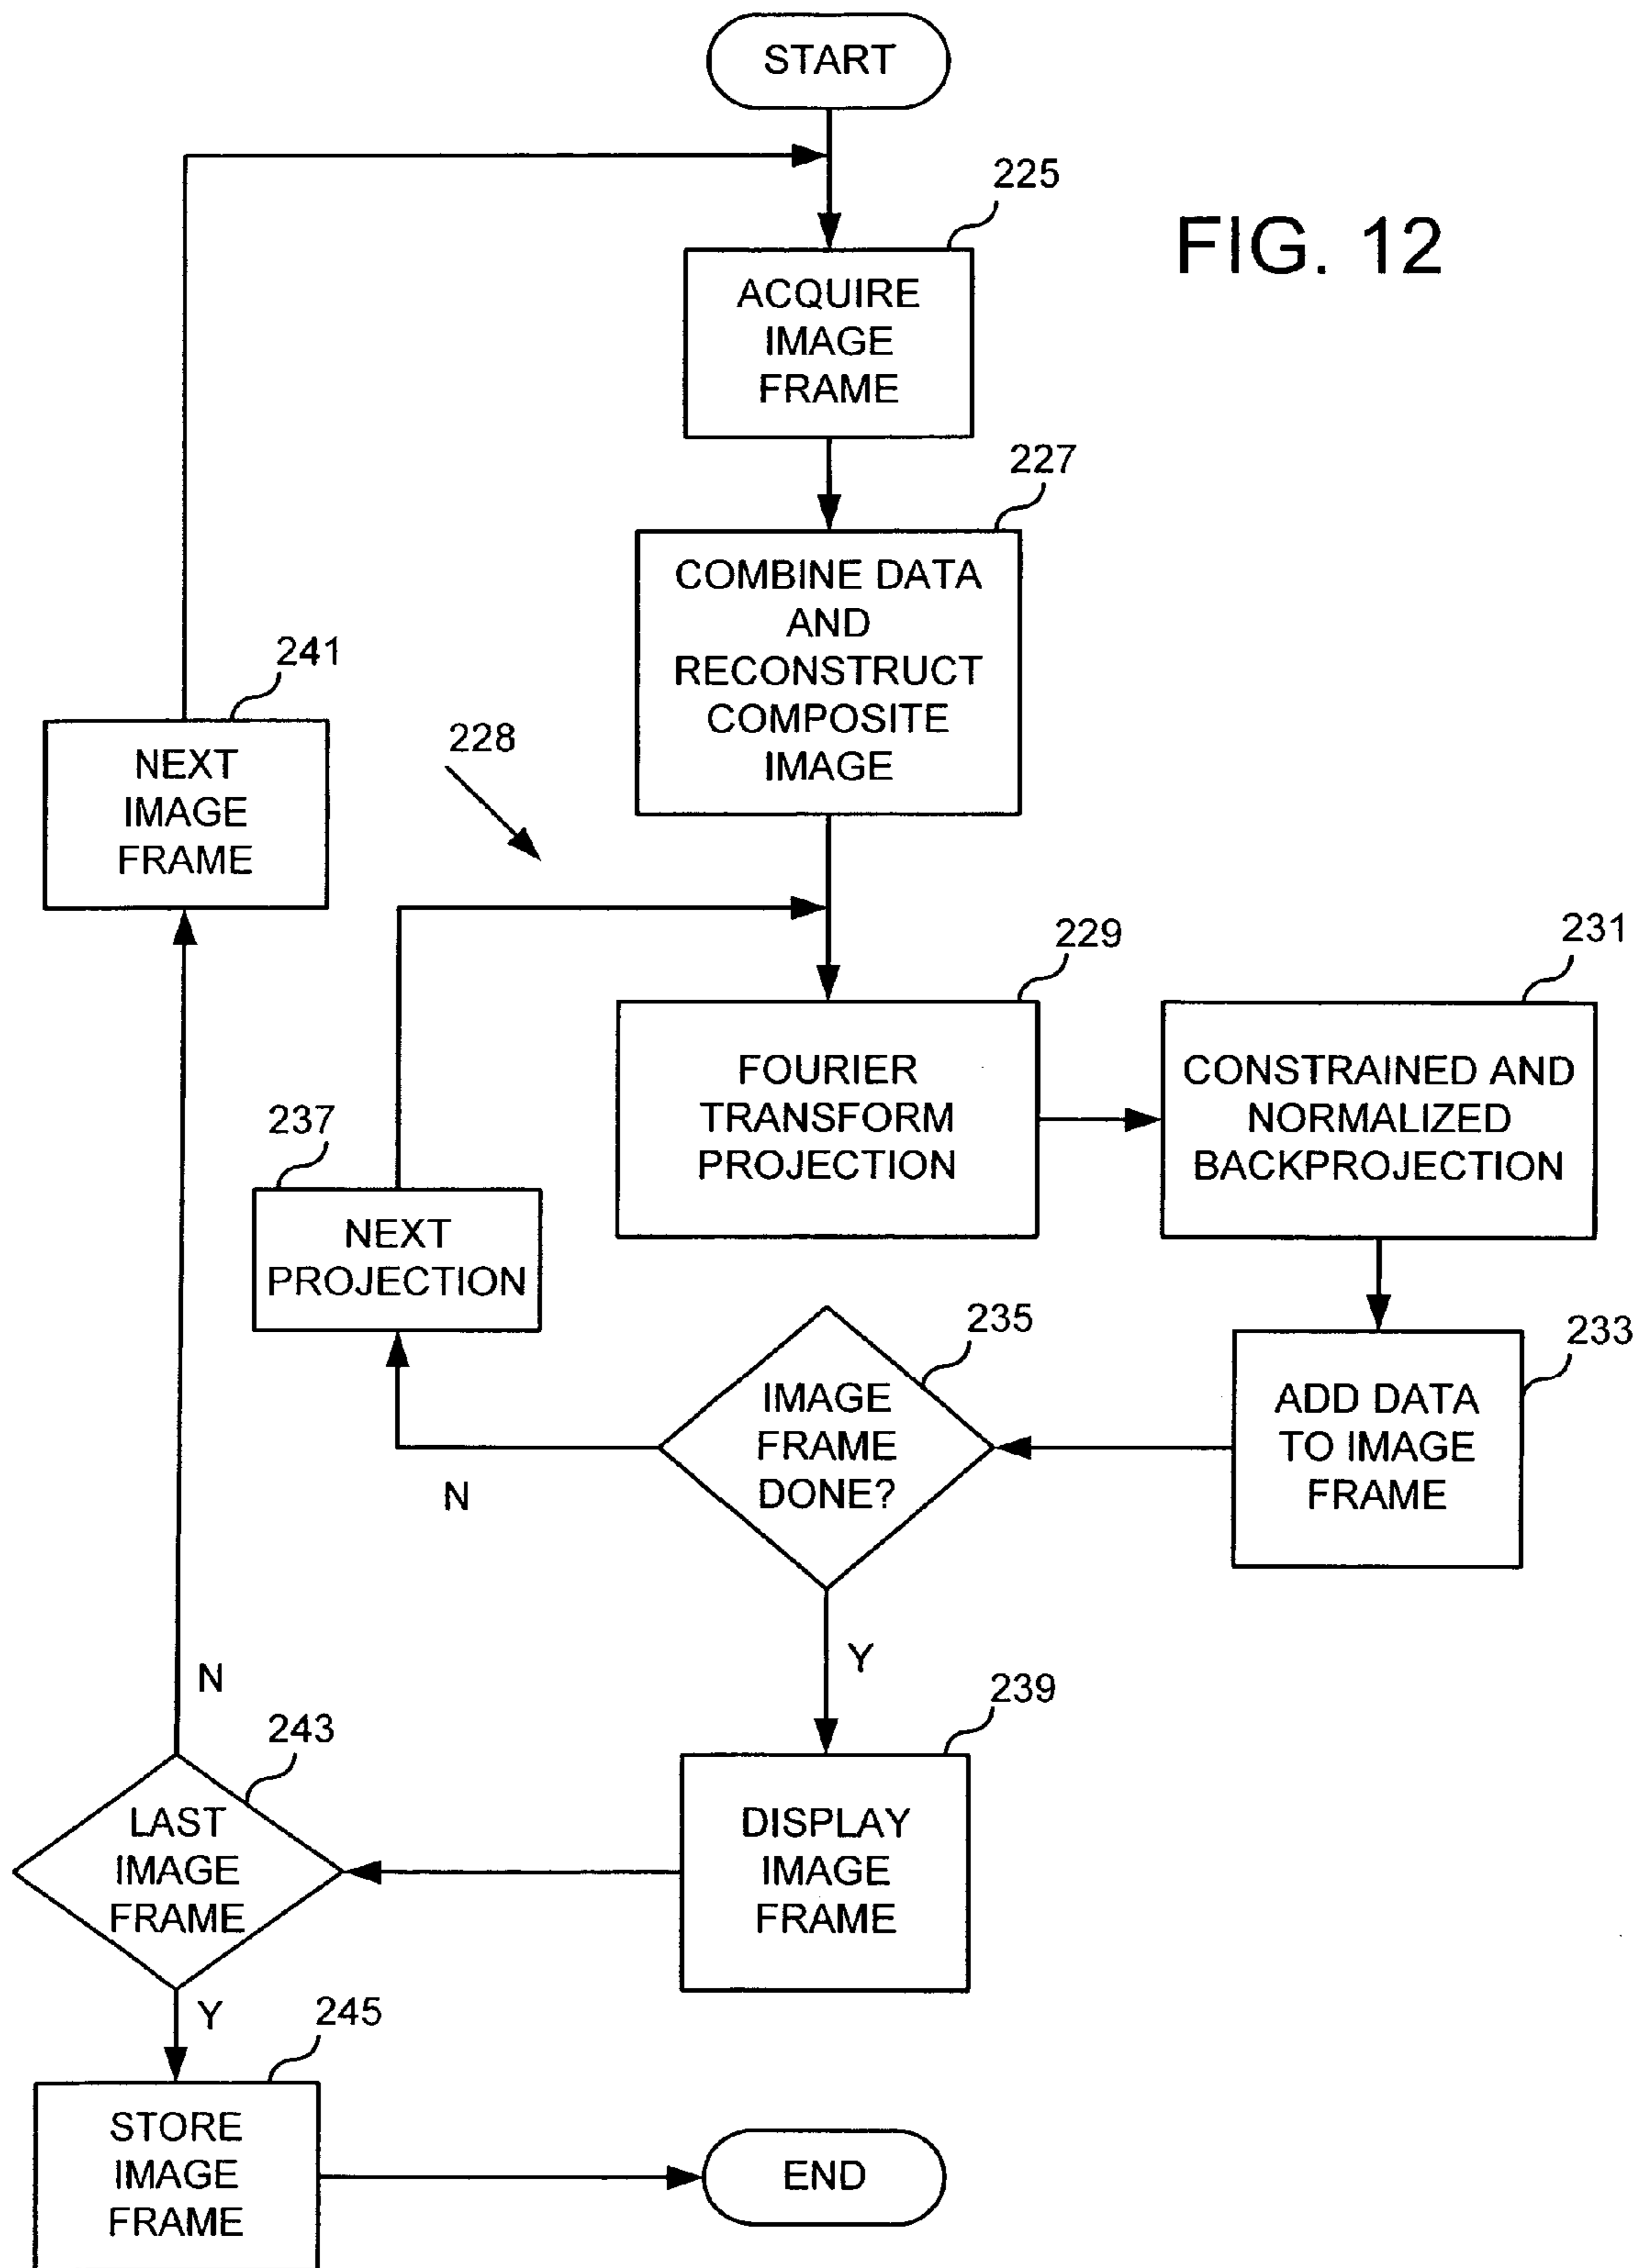 START
225
FIG. 12
ACQUIRE
IMAGE
FRAME
227
COMBINE DATA
AND
RECONSTRUCT
COMPOSITE
IMAGE
241
NEXT
IMAGE
FRAME
228
229
FOURIER
TRANSFORM
PROJECTION
231
CONSTRAINED AND
NORMALIZED
BACKPROJECTION
237
NEXT
PROJECTION
235
IMAGE
FRAME
DONE?
N
Y
233
ADD DATA
TO IMAGE
FRAME
239
DISPLAY
IMAGE
FRAME
N
243
LAST
IMAGE
FRAME
Y
245
STORE
IMAGE
FRAME
END